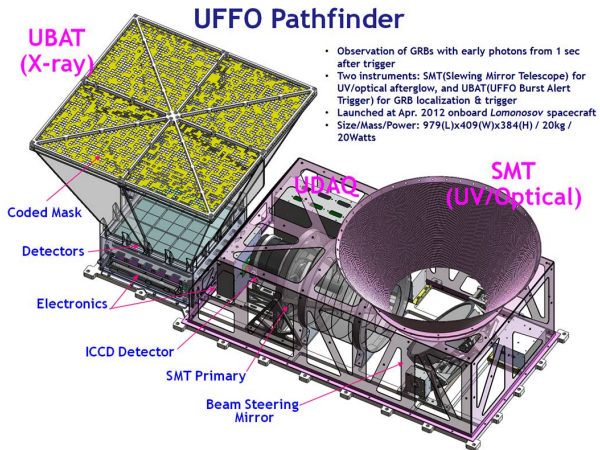 UFFO Pathfinder
UBAT
(X-ray)
• Observation of GRBs with early photons from 1 sec
after trigger
• Two instruments: SMT(Slewing Mirror Telescope) for
UV/optical afterglow, and UBAT(UFFO Burst Alert
Trigger) for GRB localization & trigger
• Launched at Apr. 2012 onboard Lomonosov spacecraft
• Size/Mass/Power: 979(L)x409(W)x384(H) / 20kg /
20Watts
SMT
(UV/Optical)
UDAQ
Coded Mask
Detectors
Electronics
ICCD Detector
SMT Primary
Beam Steering
Mirror